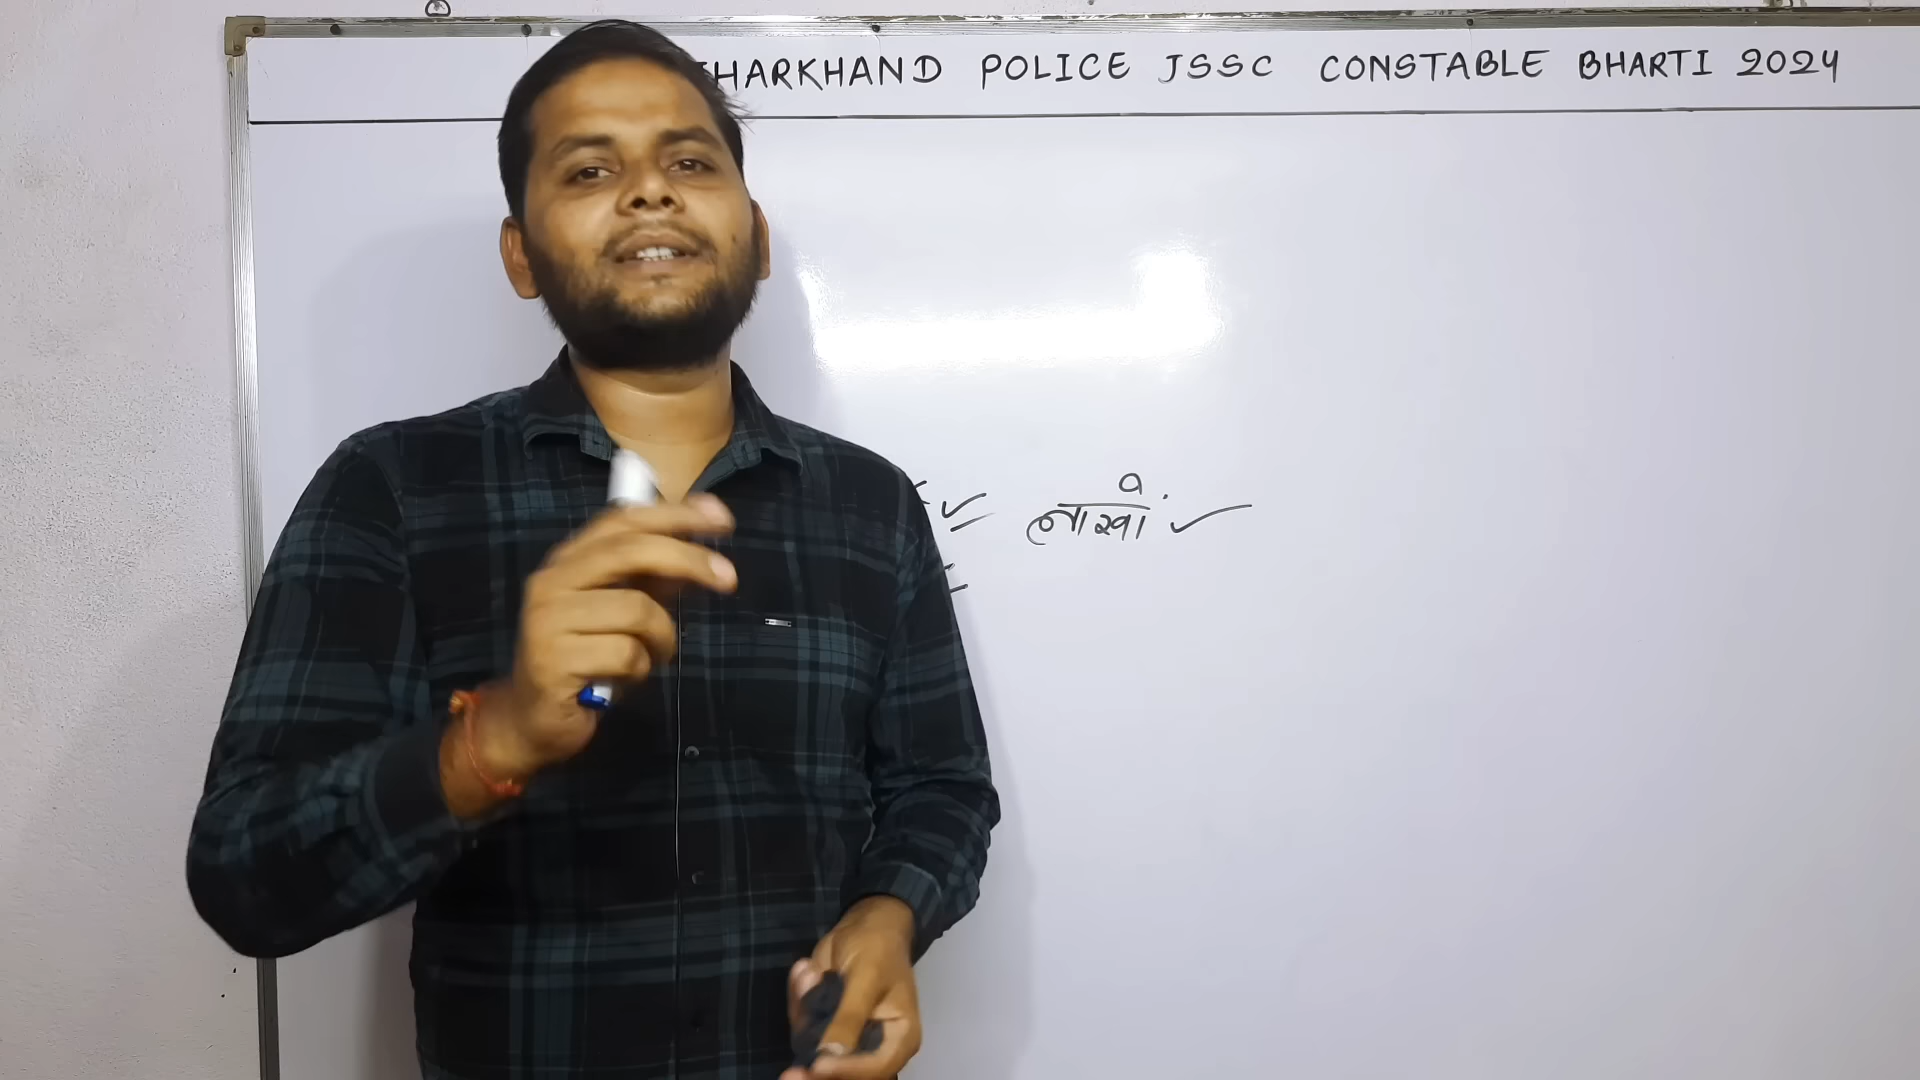 HARKHAND POLICE JSSC CONSTABLE BHARTI 2024
लाखा